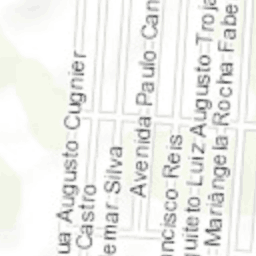 ua Augusto Cugnier
Castro
emar Silva
Avenida Paulo Can
ncisco Reis
uiteto Luiz Augusto Troja
Mariângela Rocha Fabe